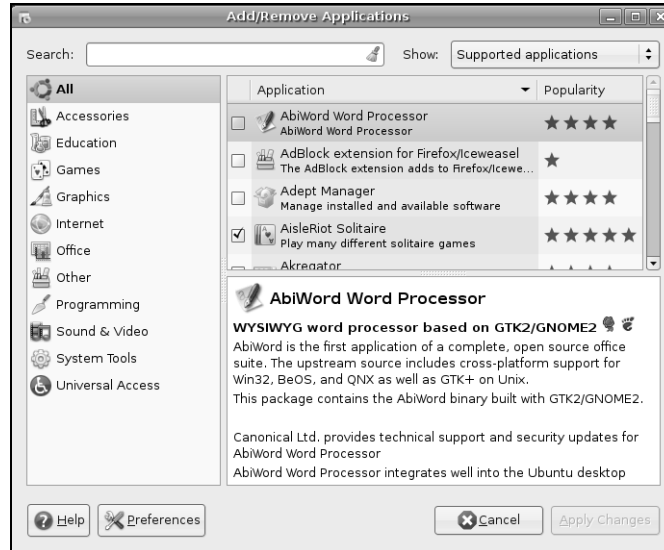 Add/Remove Applications
Search:
Show: Supported applications
All
Accessories
Education
Games
Graphics
Internet
Office
Other
Programming
Sound & Video
System Tools
Universal Access
Application Popularity
AbiWord Word Processor
AbiWord Word Processor
AdBlock extension for Firefox/Iceweasel
The AdBlock extension adds to Firefox/Icewe...
Adept Manager
Manage installed and available software
AisleRiot Solitaire
Play many different solitaire games
Akregator
AbiWord Word Processor
WYSIWYG word processor based on GTK2/GNOME2
AbiWord is the first application of a complete, open source office
suite. The upstream source includes cross-platform support for
Win32, BeOS, and QNX as well as GTK+ on Unix.
This package contains the AbiWord binary built with GTK2/GNOME2.
Canonical Ltd. provides technical support and security updates for
AbiWord Word Processor
AbiWord Word Processor integrates well into the Ubuntu desktop
Help
Preferences
Cancel
Apply Changes